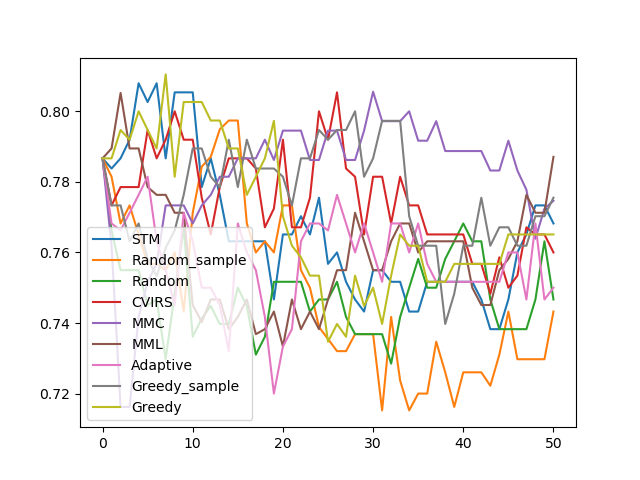 0.80
0.78
0.76
0.74
0.72
STM
Random_sample
Random
CVIRS
MMC
MML
Adaptive
Greedy_sample
Greedy
0 10 20 30 40 50